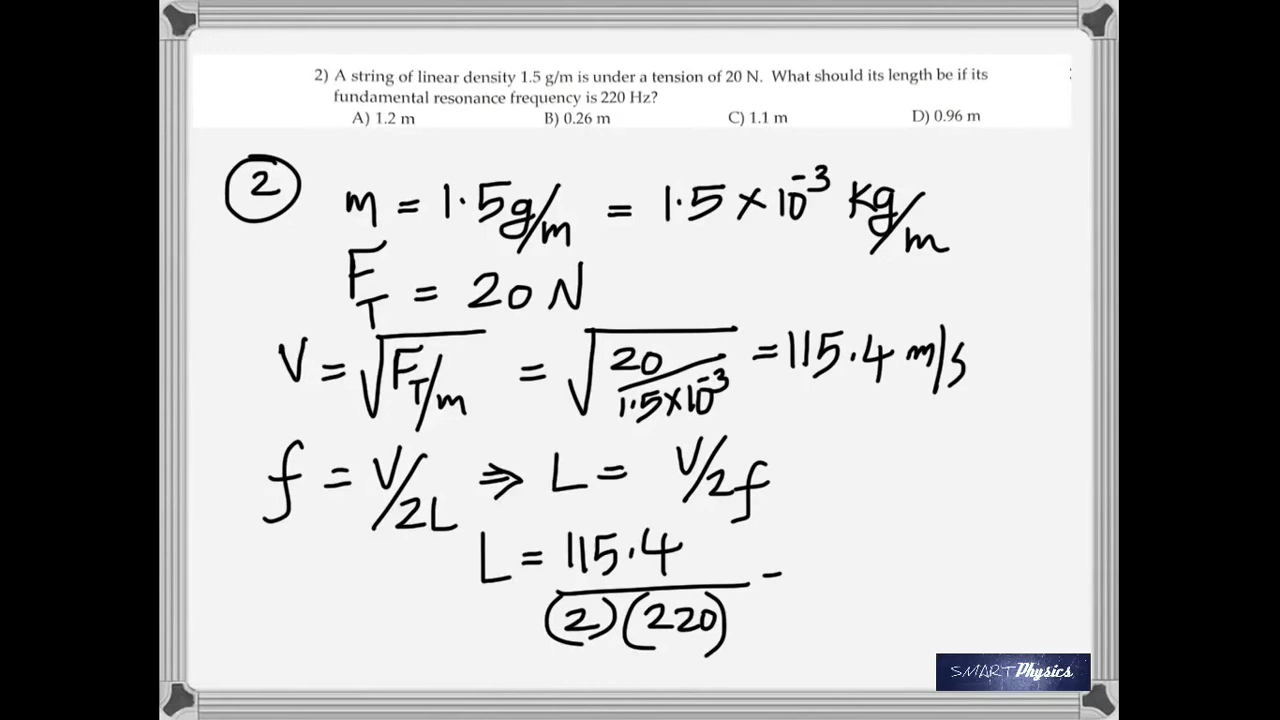 2) A string of linear density 1.5 g/m is under a tension of 20 N. What should its length be if its
fundamental resonance frequency is 220 Hz?
A) 1.2 m B) 0.26 m C) 1.1 m D) 0.96 m
2 m = 1.5g/m = 1.5 × 10⁻³ Kg/m
F_T = 20 N
V = √F_T/m = √20/1.5×10⁻³ = 115.4 m/s
f = V/2L ⇒ L = V/2f
L = 115.4/(2)(220) =
SMARTPhysics